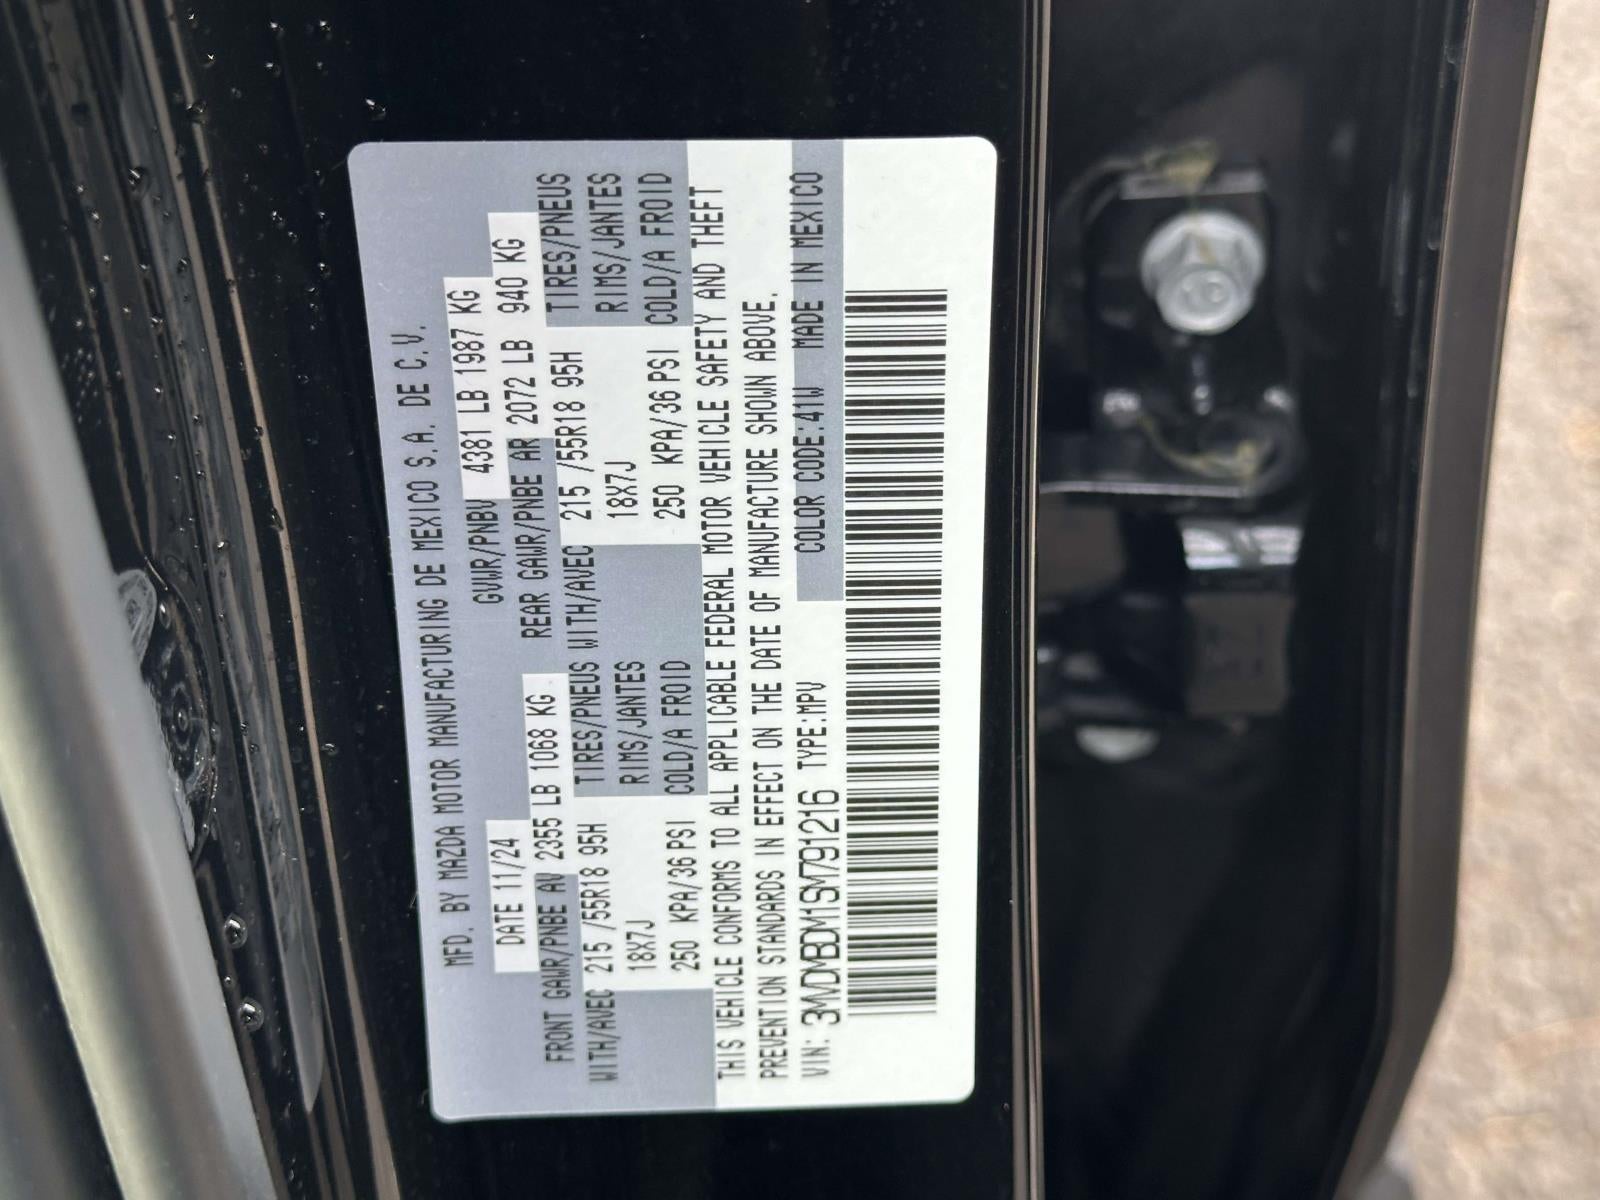 MFD. BY MAZDA MOTOR MANUFACTURING DE MEXICO S.A. DE C.V.
DATE 11/24 GVWR/PNBV 4381 LB 1987 KG
FRONT GAWR/PNBE AV 2355 LB 1068 KG REAR GAWR/PNBE AR 2072 LB 940 KG
WITH/AVEC 215 /55R18 95H TIRES/PNEUS WITH/AVEC 215 /55R18 95H TIRES/PNEUS
18X7J RIMS/JANTES 18X7J RIMS/JANTES
250 KPA/36 PSI COLD/A FROID 250 KPA/36 PSI COLD/A FROID
THIS VEHICLE CONFORMS TO ALL APPLICABLE FEDERAL MOTOR VEHICLE SAFETY AND THEFT
PREVENTION STANDARDS IN EFFECT ON THE DATE OF MANUFACTURE SHOWN ABOVE.
VIN: 3MVDMBDM1SM791216 TYPE:MPV COLOR CODE:41W MADE IN MEXICO